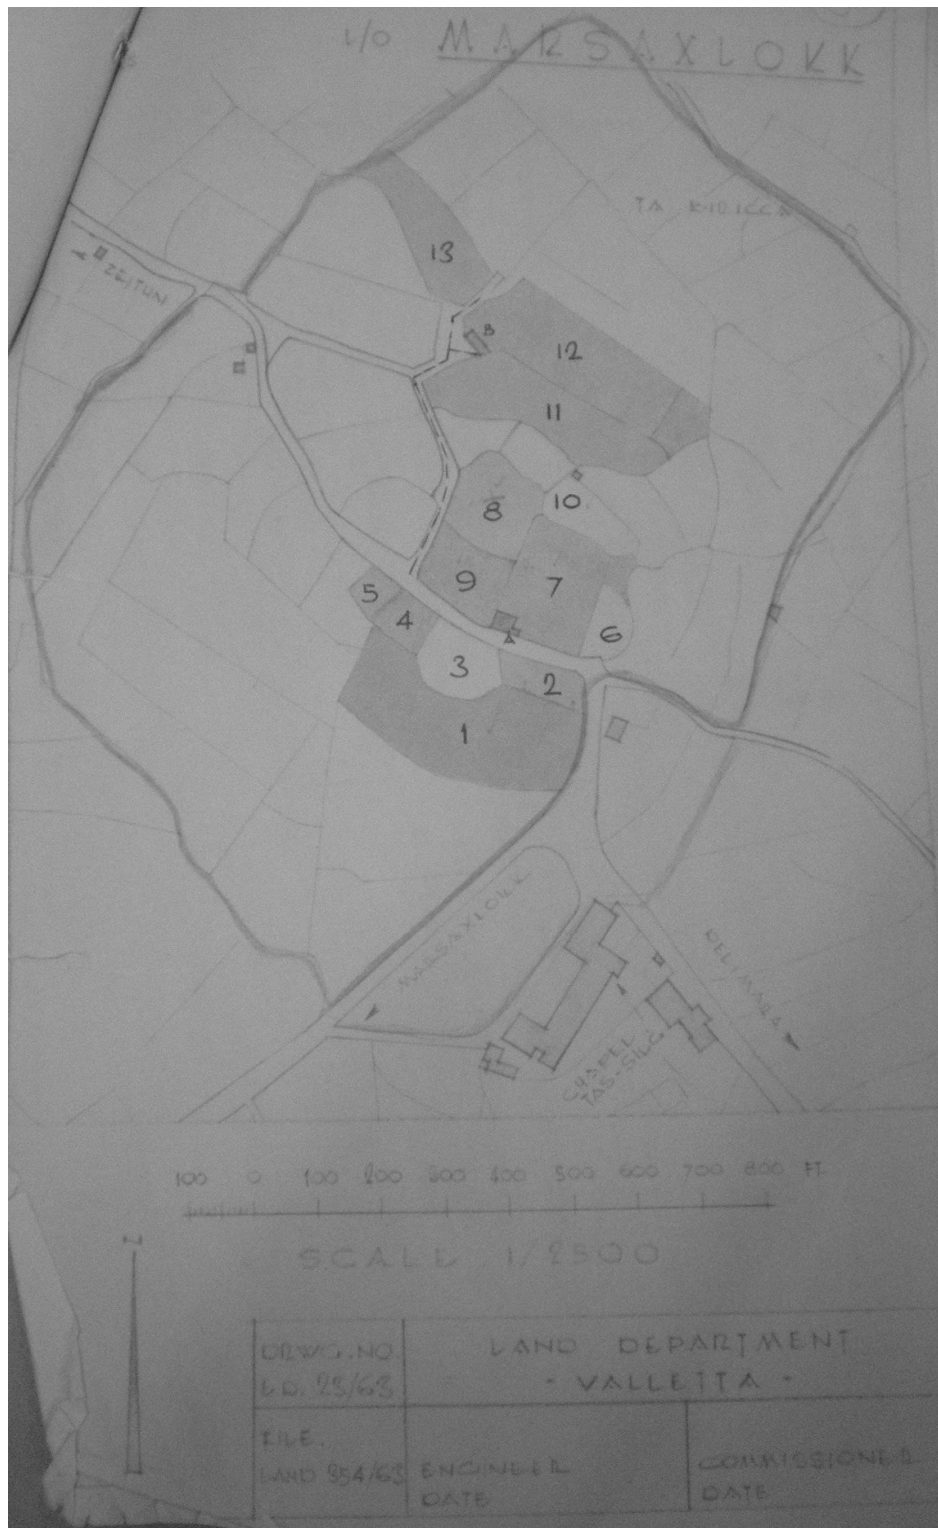 L/O MARSAXLOKK
TA KIRICCA
ZEJTUN
13
B
12
11
10
8
9
7
5
4
6
A
3
2
1
MARSAXLOKK
DELIMARA
CHAPEL
TAS-SILĠ
100 0 100 200 300 400 500 600 700 800 FT
SCALE 1/2500
DRWG. NO
L.D. 23/63
LAND DEPARTMENT
- VALLETTA -
FILE.
LAND 354/63
ENGINEER
DATE
COMMISSIONER
DATE